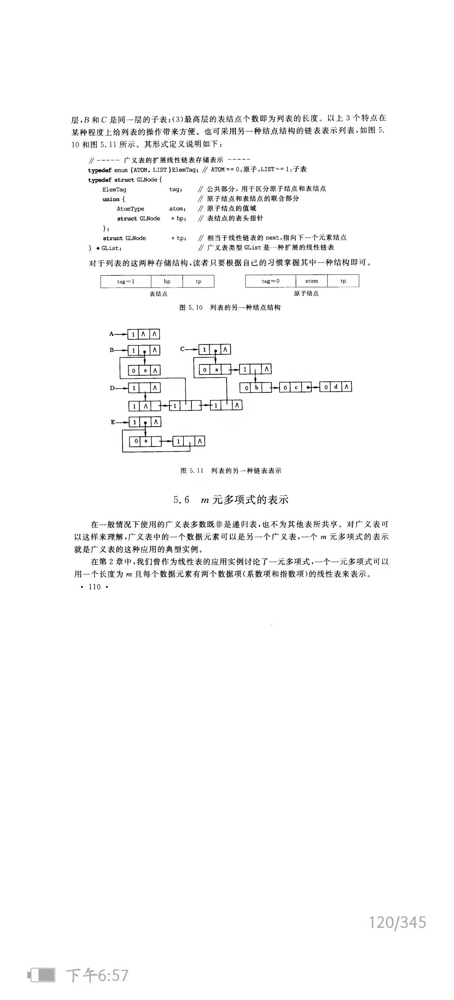 层,B 和 C 是同一层的子表;(3)最高层的表结点个数即为列表的长度。以上 3 个特点在
某种程度上给列表的操作带来方便。也可采用另一种结点结构的链表表示列表,如图 5.
10 和图 5.11 所示。其形式定义说明如下:
// ----- 广义表的扩展线性链表存储表示 -----
typedef enum {ATOM, LIST}ElemTag; // ATOM == 0:原子,LIST == 1:子表
typedef struct GLNode {
ElemTag tag; // 公共部分,用于区分原子结点和表结点
union { // 原子结点和表结点的联合部分
AtomType atom; // 原子结点的值域
struct GLNode * hp; // 表结点的表头指针
};
struct GLNode * tp; // 相当于线性链表的 next,指向下一个元素结点
} * GList; // 广义表类型 GList 是一种扩展的线性链表
对于列表的这两种存储结构,读者只要根据自己的习惯掌握其中一种结构即可。
tag=1 hp tp tag=0 atom tp
表结点 原子结点
图 5.10 列表的另一种结点结构
A 1 ∧ ∧
B 1 ∧ C 1 ∧
0 e ∧ 0 a 1 ∧
D 1 ∧ 0 b 0 c 0 d ∧
1 ∧ 1 1 ∧
E 1 ∧
0 a 1 ∧
图 5.11 列表的另一种链表表示
5.6 m 元多项式的表示
在一般情况下使用的广义表多数既非是递归表,也不为其他表所共享。对广义表可
以这样来理解,广义表中的一个数据元素可以是另一个广义表,一个 m 元多项式的表示
就是广义表的这种应用的典型实例。
在第 2 章中,我们曾作为线性表的应用实例讨论了一元多项式,一个一元多项式可以
用一个长度为 m 且每个数据元素有两个数据项(系数项和指数项)的线性表来表示。
· 110 ·
120/345
下午6:57